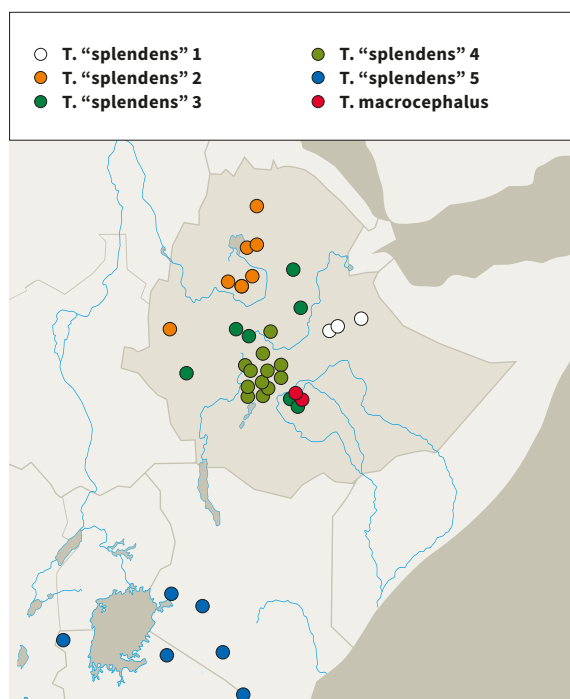 T. “splendens” 1
T. “splendens” 2
T. “splendens” 3
T. “splendens” 4
T. “splendens” 5
T. macrocephalus